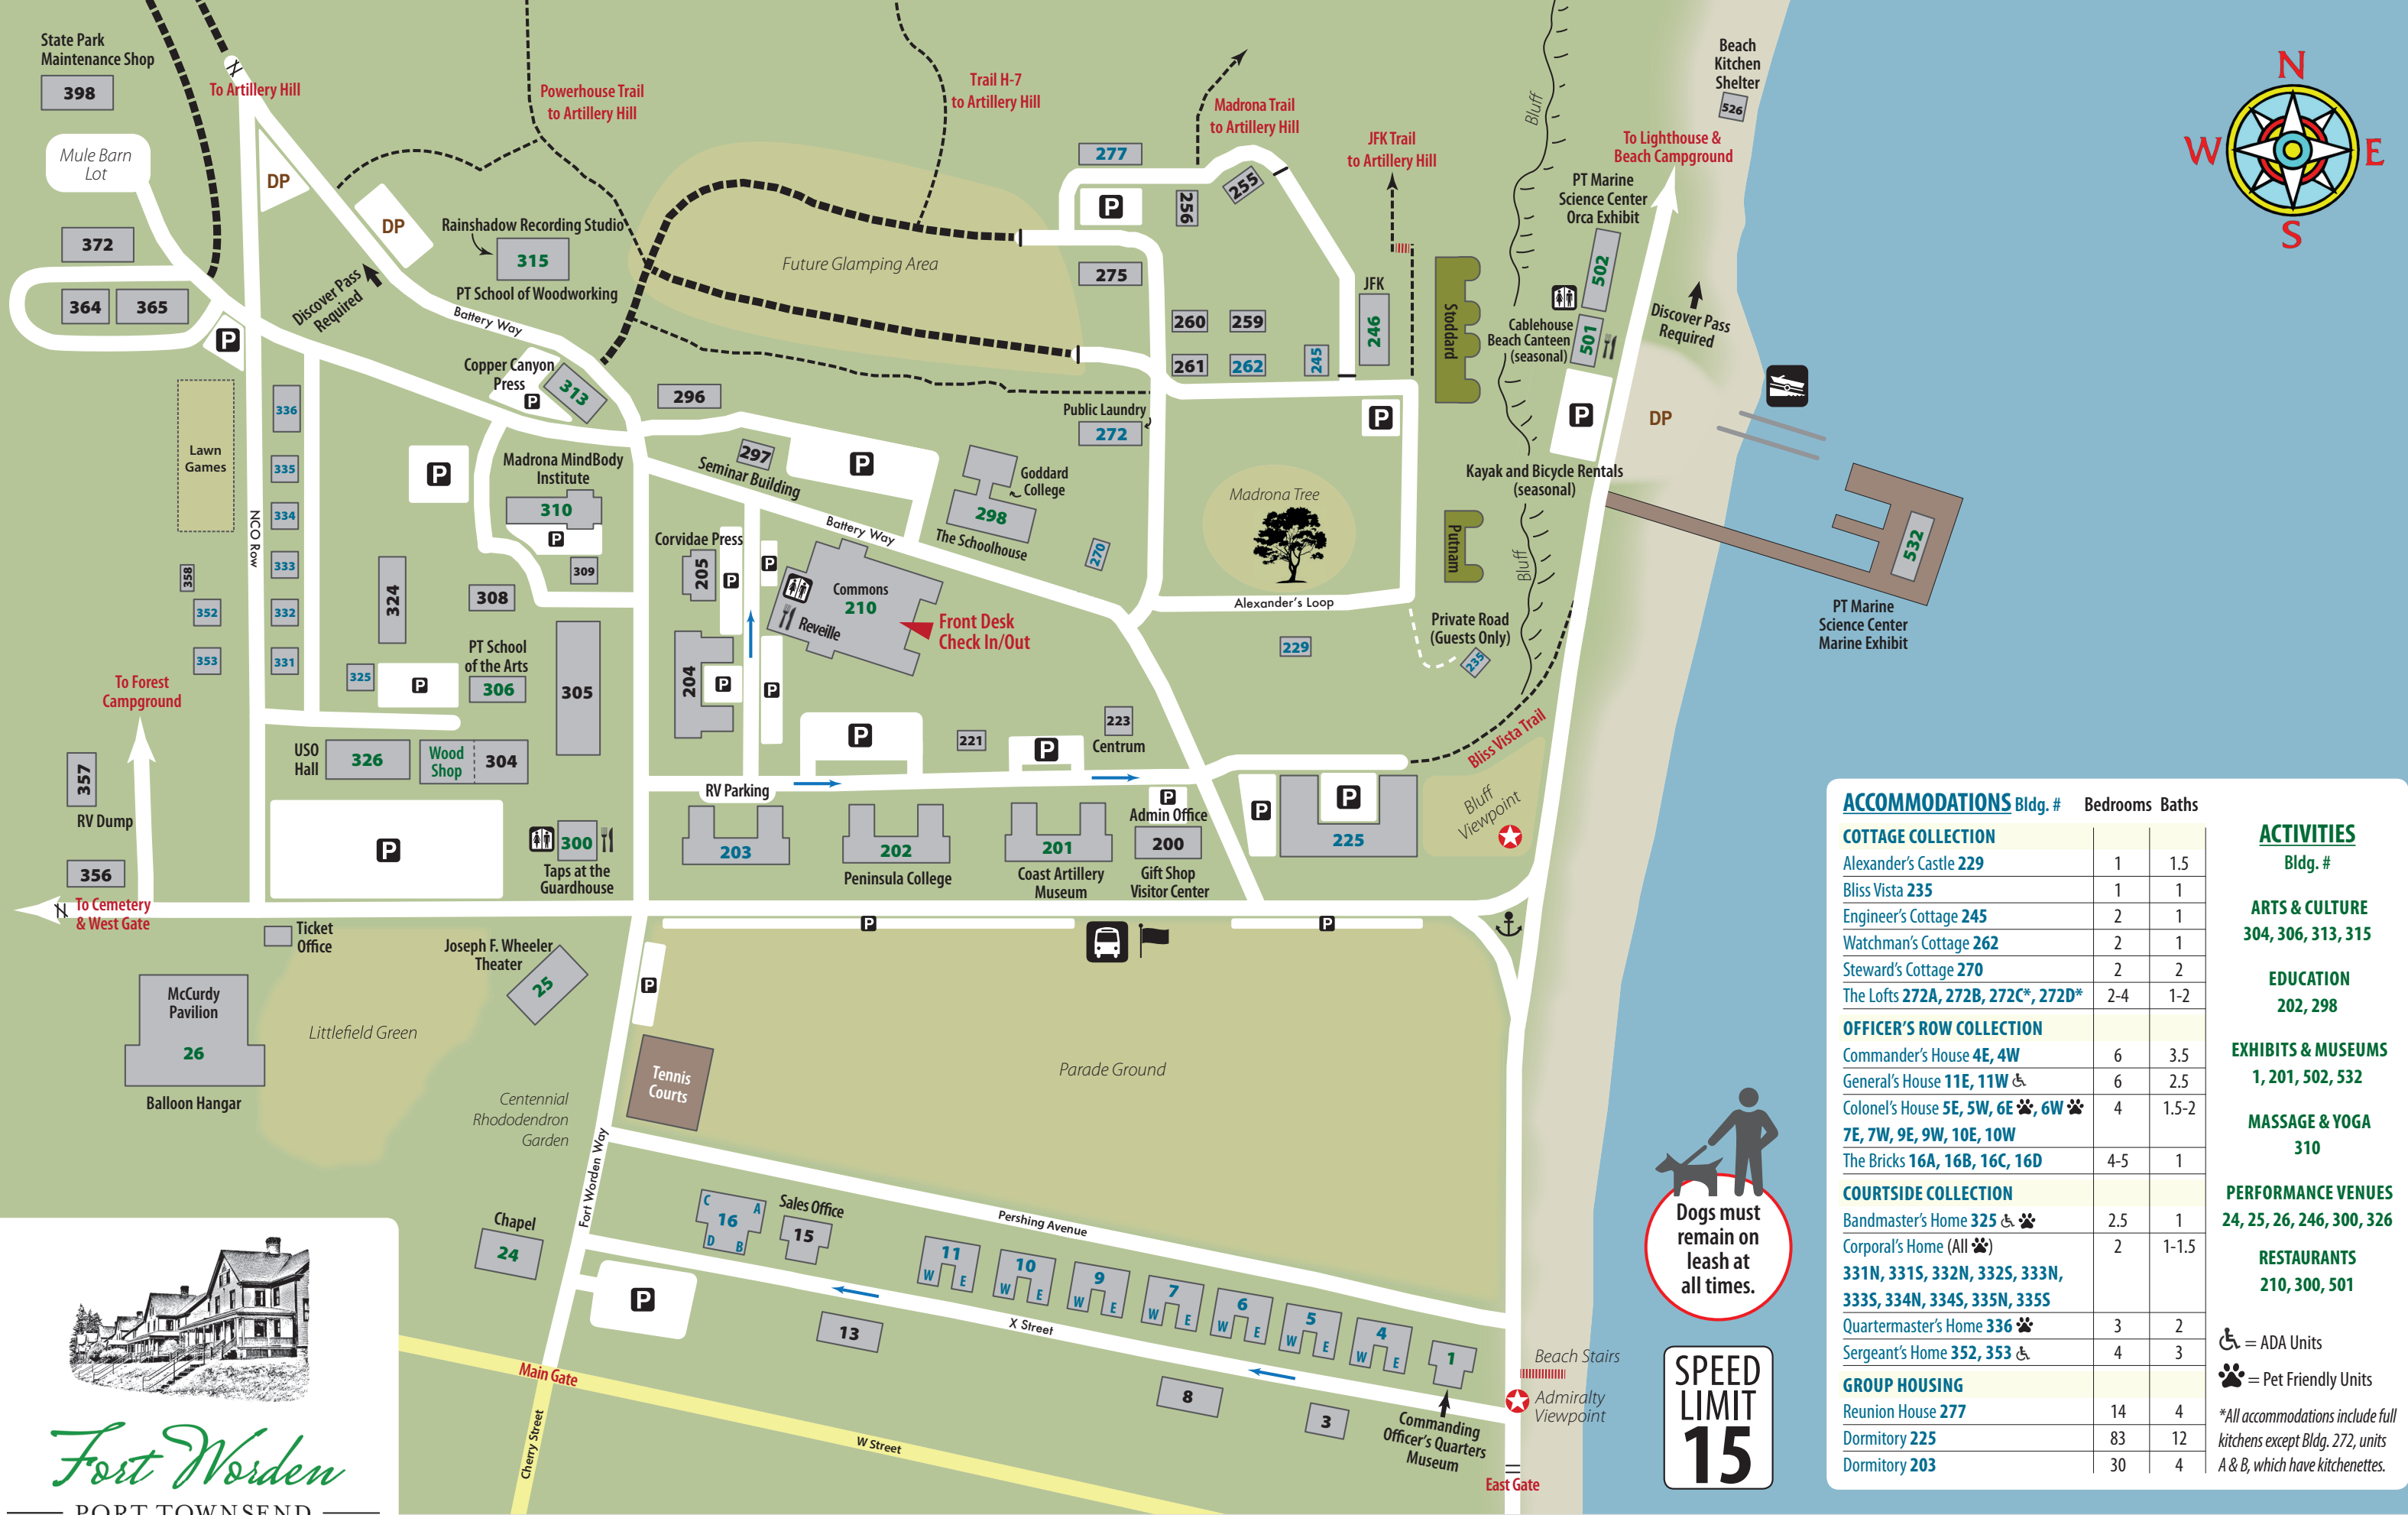 State Park
Maintenance Shop
398
Mule Barn
Lot
372
364
365
P
To Artillery Hill
DP
DP
Discover Pass
Required
Powerhouse Trail
to Artillery Hill
Rainshadow Recording Studio
315
PT School of Woodworking
Battery Way
Copper Canyon
Press
P
313
296
Future Glamping Area
Trail H-7
to Artillery Hill
Madrona Trail
to Artillery Hill
JFK Trail
to Artillery Hill
277
P
256
255
275
260
259
261
262
245
JFK
246
P
Stoddard
Putnam
Bluff
Bluff
Beach
Kitchen
Shelter
526
To Lighthouse &
Beach Campground
PT Marine
Science Center
Orca Exhibit
502
Cablehouse
Beach Canteen
(seasonal)
501
Discover Pass
Required
P
DP
Kayak and Bicycle Rentals
(seasonal)
532
PT Marine
Science Center
Marine Exhibit
N
W
E
S
Public Laundry
272
Madrona Tree
Alexander's Loop
Private Road
(Guests Only)
235
229
270
Bliss Vista Trail
Bluff
Viewpoint
Lawn
Games
NCO Row
336
335
334
333
332
331
358
352
353
324
325
P
P
Madrona MindBody
Institute
310
P
309
308
PT School
of the Arts
306
305
297
Seminar Building
P
Goddard
College
298
The Schoolhouse
Battery Way
Corvidae Press
205
P
P
204
P
P
Commons
210
Reveille
Front Desk
Check In/Out
P
221
P
223
Centrum
To Forest
Campground
357
RV Dump
356
To Cemetery
& West Gate
USO
Hall
326
Wood
Shop
304
P
300
Taps at the
Guardhouse
RV Parking
203
202
Peninsula College
201
Coast Artillery
Museum
P
Admin Office
200
Gift Shop
Visitor Center
P
P
225
P
P
Ticket
Office
McCurdy
Pavilion
26
Balloon Hangar
Littlefield Green
Joseph F. Wheeler
Theater
25
P
Tennis
Courts
Centennial
Rhododendron
Garden
Parade Ground
Fort Worden Way
Pershing Avenue
Chapel
24
C
A
16
D
B
Sales Office
15
P
13
X Street
11
W E
10
W E
9
W E
7
W E
6
W E
5
W E
4
W E
1
8
3
Commanding
Officer's Quarters
Museum
Beach Stairs
Admiralty
Viewpoint
East Gate
Main Gate
W Street
Cherry Street
Fort Worden
PORT TOWNSEND
Dogs must
remain on
leash at
all times.
SPEED
LIMIT
15
ACCOMMODATIONS Bldg. # Bedrooms Baths
COTTAGE COLLECTION
Alexander's Castle 229 1 1.5
Bliss Vista 235 1 1
Engineer's Cottage 245 2 1
Watchman's Cottage 262 2 1
Steward's Cottage 270 2 2
The Lofts 272A, 272B, 272C*, 272D* 2-4 1-2
OFFICER'S ROW COLLECTION
Commander's House 4E, 4W 6 3.5
General's House 11E, 11W 6 2.5
Colonel's House 5E, 5W, 6E , 6W 4 1.5-2
7E, 7W, 9E, 9W, 10E, 10W
The Bricks 16A, 16B, 16C, 16D 4-5 1
COURTSIDE COLLECTION
Bandmaster's Home 325 2.5 1
Corporal's Home (All ) 2 1-1.5
331N, 331S, 332N, 332S, 333N,
333S, 334N, 334S, 335N, 335S
Quartermaster's Home 336 3 2
Sergeant's Home 352, 353 4 3
GROUP HOUSING
Reunion House 277 14 4
Dormitory 225 83 12
Dormitory 203 30 4
ACTIVITIES
Bldg. #
ARTS & CULTURE
304, 306, 313, 315
EDUCATION
202, 298
EXHIBITS & MUSEUMS
1, 201, 502, 532
MASSAGE & YOGA
310
PERFORMANCE VENUES
24, 25, 26, 246, 300, 326
RESTAURANTS
210, 300, 501
= ADA Units
= Pet Friendly Units
*All accommodations include full
kitchens except Bldg. 272, units
A & B, which have kitchenettes.